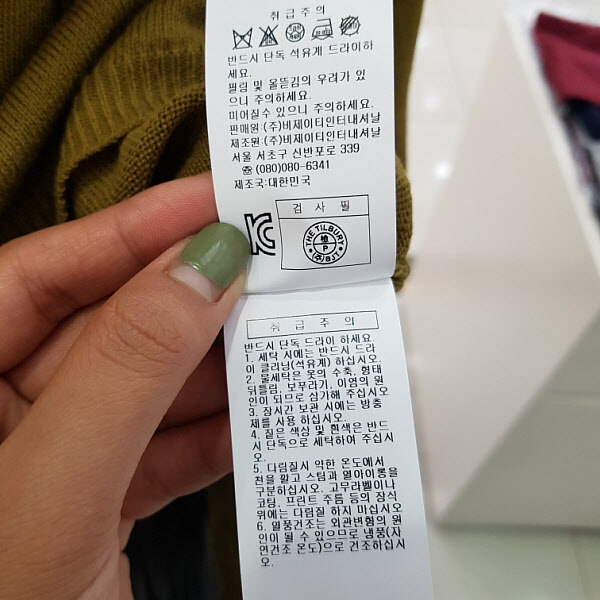 취급주의
반드시 단독 석유계 드라이하
세요.
필링 및 올뜯김의 우려가 있
으니 주의하세요.
미어질수 있으니 주의하세요.
판매원:(주)비제이티인터내셔날
제조원:(주)비제이티인터내셔날
서울 서초구 신반포로 339
☎(080)080-6341
제조국:대한민국
검사필
THE TILBURY
檢
P
(주)BJT
취급주의
반드시 단독 드라이 하세요.
1. 세탁 시에는 반드시 드라
이 클리닝(석유계) 하십시오.
2. 물세탁은 옷의 수축, 형태
뒤틀림, 보푸라기, 이염의 원
인이 되므로 삼가해 주십시오
3. 장시간 보관 시에는 방충
제를 사용 하십시오.
4. 짙은 색상 및 흰색은 반드
시 단독으로 세탁하여 주십시
오.
5. 다림질시 약한 온도에서
천을 깔고 스팀과 열아이롱을
구분하십시오. 고무라벨이나
코팅, 프린트 주름 등의 장식
위에는 다림질 하지 마십시오
6. 열풍건조는 외관변형의 원
인이 될 수 있으므로 냉풍(자
연건조 온도)으로 건조하십시
오.